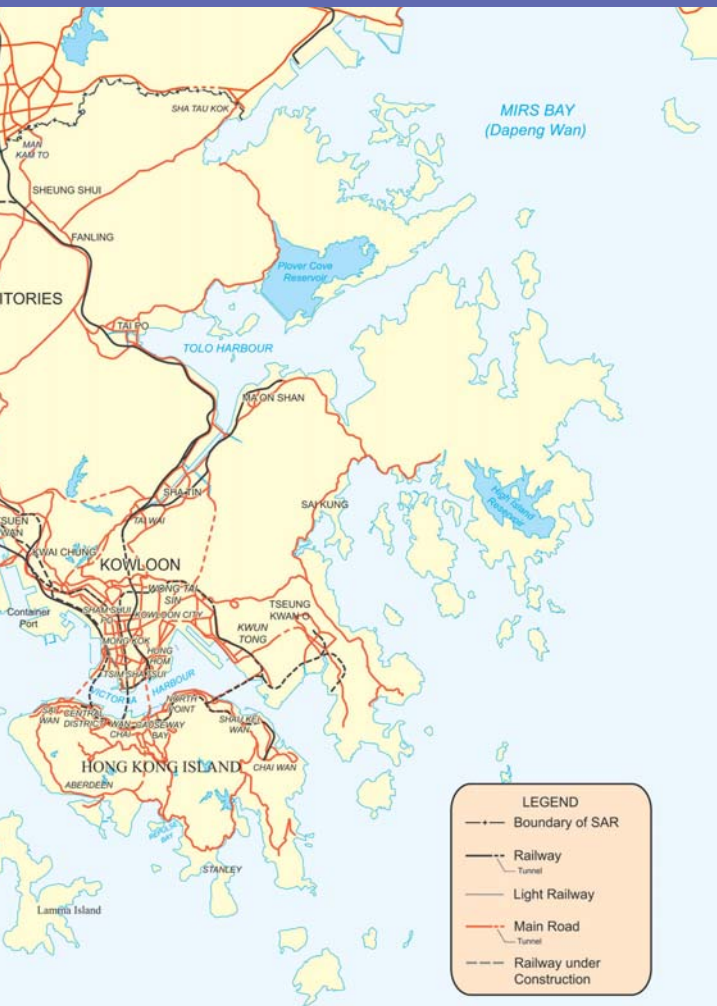 MIRS BAY
(Dapeng Wan)
SHA TAU KOK
MAN
KAM TO
SHEUNG SHUI
FANLING
Plover Cove
Reservoir
ITORIES
TAI PO
TOLO HARBOUR
MA ON SHAN
SHA TIN
High Island
Reservoir
SAI KUNG
TAI WAI
SUEN
WAN
KWAI CHUNG
KOWLOON
WONG TAI
SIN
Container
Port
SHAM SHUI
PO
KOWLOON CITY
TSEUNG
KWAN O
KWUN
TONG
MONG KOK
HUNG
HOM
TSIM SHA TSUI
VICTORIA HARBOUR
NORTH
POINT
SAI
WAN
CENTRAL
DISTRICT
WAN
CHAI
CAUSEWAY
BAY
SHAU KEI
WAN
HONG KONG ISLAND
CHAI WAN
ABERDEEN
REPULSE
BAY
STANLEY
Lamma Island
LEGEND
Boundary of SAR
Railway
Tunnel
Light Railway
Main Road
Tunnel
Railway under
Construction